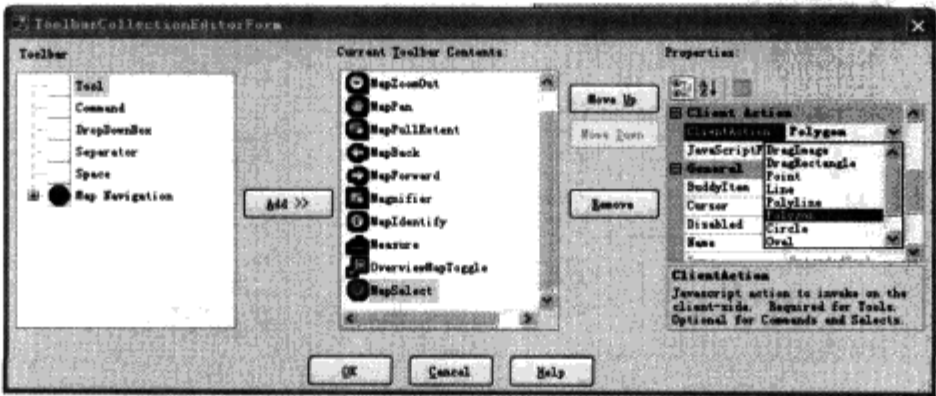 ToolbarCollectionEditorForm
Toolbar
Tool
Command
DropDownBox
Separator
Space
Map Navigation
Add >>
Current Toolbar Contents:
MapZoomOut
MapPan
MapFullExtent
MapBack
MapForward
Magnifier
MapIdentify
Measure
OverviewMapToggle
MapSelect
Move Up
Move Down
Remove
Properties:
Client Action
ClientAction Polygon
JavaScriptF
DragImage
DragRectangle
Point
Line
PolyLine
Polygon
Circle
Oval
General
BuddyItem
Cursor
Disabled
Name
ClientAction
Javascript action to invoke on the
client-side. Required for Tools.
Optional for Commands and Selects.
OK
Cancel
Help